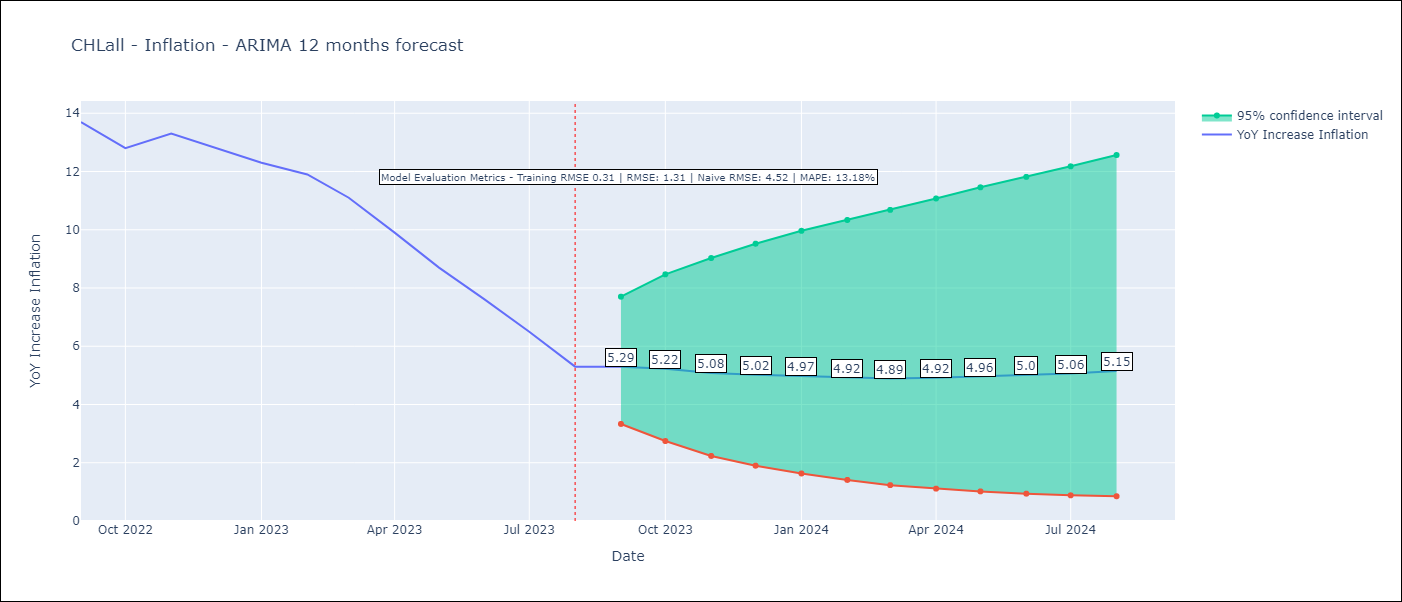 CHLall - Inflation - ARIMA 12 months forecast
95% confidence interval
YoY Increase Inflation
Model Evaluation Metrics - Training RMSE 0.31 | RMSE: 1.31 | Naive RMSE: 4.52 | MAPE: 13.18%
YoY Increase Inflation
14
12
10
8
6
4
2
0
5.29
5.22
5.08
5.02
4.97
4.92
4.89
4.92
4.96
5.0
5.06
5.15
Oct 2022
Jan 2023
Apr 2023
Jul 2023
Oct 2023
Jan 2024
Apr 2024
Jul 2024
Date